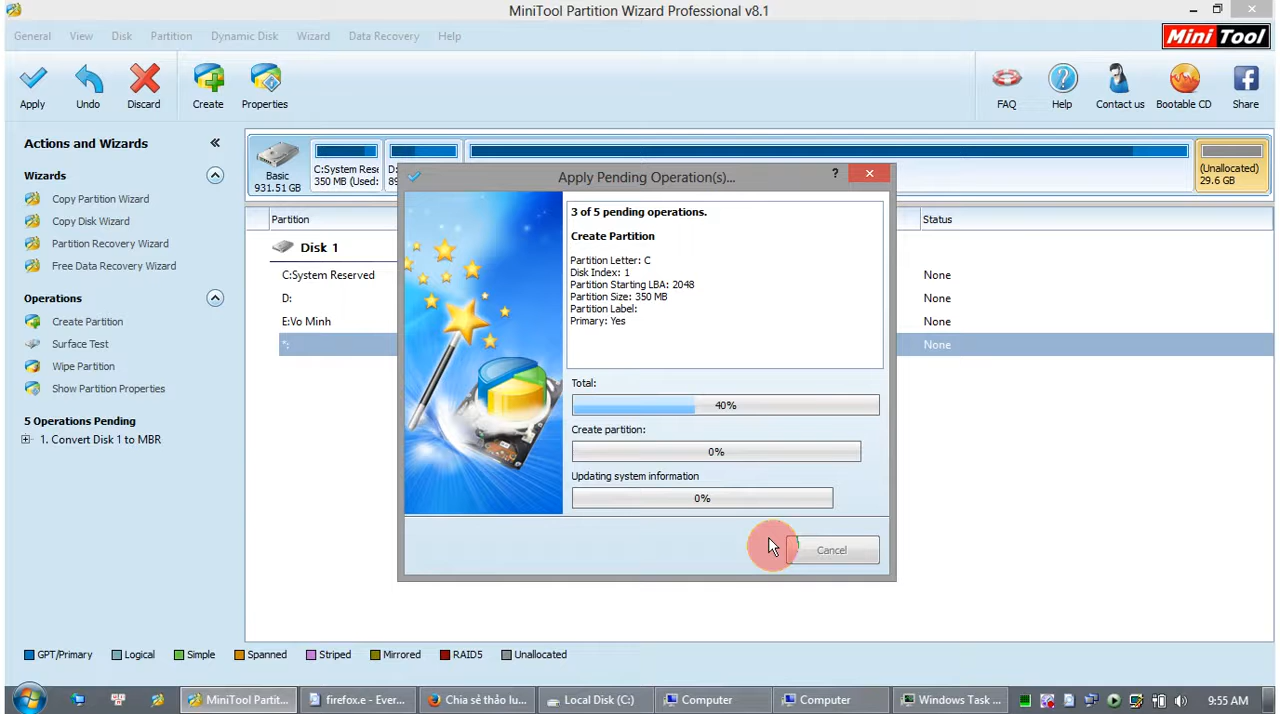 MiniTool Partition Wizard Professional v8.1
General View Disk Partition Dynamic Disk Wizard Data Recovery Help
Mini Tool
Apply Undo Discard Create Properties FAQ Help Contact us Bootable CD Share
Actions and Wizards
Wizards
Copy Partition Wizard
Copy Disk Wizard
Partition Recovery Wizard
Free Data Recovery Wizard
Operations
Create Partition
Surface Test
Wipe Partition
Show Partition Properties
5 Operations Pending
1. Convert Disk 1 to MBR
Basic
931.51 GB
C:System Rese
350 MB (Used:
(Unallocated)
29.6 GB
Partition
Status
Disk 1
C:System Reserved None
D: None
E:Vo Minh None
*: None
Apply Pending Operation(s)...
?
3 of 5 pending operations.
Create Partition
Partition Letter: C
Disk Index: 1
Partition Starting LBA: 2048
Partition Size: 350 MB
Partition Label:
Primary: Yes
Total:
40%
Create partition:
0%
Updating system information
0%
Cancel
GPT/Primary Logical Simple Spanned Striped Mirrored RAID5 Unallocated
MiniTool Partit... firefox.e - Ever... Chia sẻ thảo lu... Local Disk (C:) Computer Computer Windows Task ... 9:55 AM